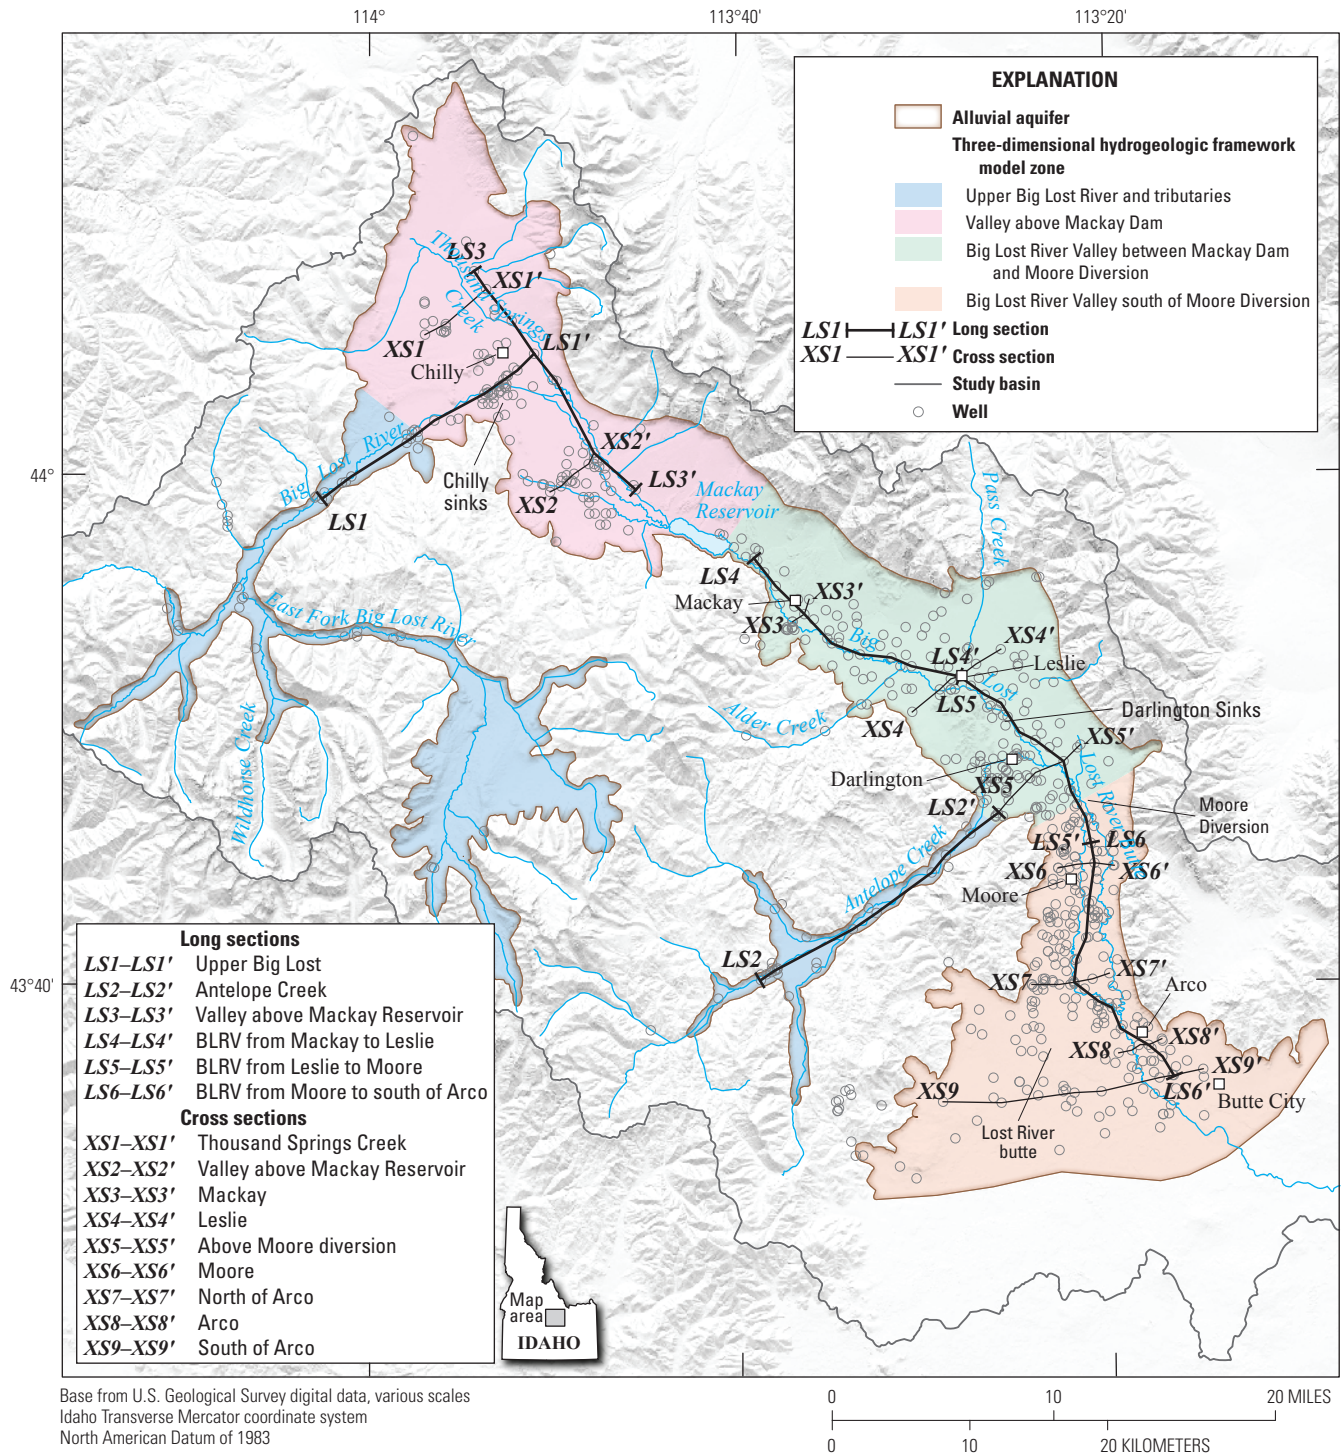 114°
113°40'
113°20'
EXPLANATION
Alluvial aquifer
Three-dimensional hydrogeologic framework
model zone
Upper Big Lost River and tributaries
Valley above Mackay Dam
Big Lost River Valley between Mackay Dam
and Moore Diversion
Big Lost River Valley south of Moore Diversion
LS1 LS1' Long section
XS1 XS1' Cross section
Study basin
Well
LS3
Thousand Springs
Creek
XS1'
XS1
LS1'
Chilly
Big Lost River
XS2'
44°
Chilly
sinks
XS2
LS3'
Mackay
Reservoir
Pass Creek
LS1
LS4
Mackay
XS3'
XS3
East Fork Big Lost River
Big
Lost
XS4'
LS4'
Leslie
LS5
XS4
Alder Creek
Darlington Sinks
XS5'
Wildhorse Creek
Darlington
XS5
Lost River
LS2'
Moore
Diversion
Antelope Creek
LS5'
LS6
XS6
XS6'
Moore
LS2
XS7'
XS7
Arco
43°40'
XS8
XS8'
XS9'
XS9
LS6'
Butte City
Lost River
butte
Long sections
LS1–LS1' Upper Big Lost
LS2–LS2' Antelope Creek
LS3–LS3' Valley above Mackay Reservoir
LS4–LS4' BLRV from Mackay to Leslie
LS5–LS5' BLRV from Leslie to Moore
LS6–LS6' BLRV from Moore to south of Arco
Cross sections
XS1–XS1' Thousand Springs Creek
XS2–XS2' Valley above Mackay Reservoir
XS3–XS3' Mackay
XS4–XS4' Leslie
XS5–XS5' Above Moore diversion
XS6–XS6' Moore
XS7–XS7' North of Arco
XS8–XS8' Arco
XS9–XS9' South of Arco
Map
area
IDAHO
Base from U.S. Geological Survey digital data, various scales
Idaho Transverse Mercator coordinate system
North American Datum of 1983
0 10 20 MILES
0 10 20 KILOMETERS